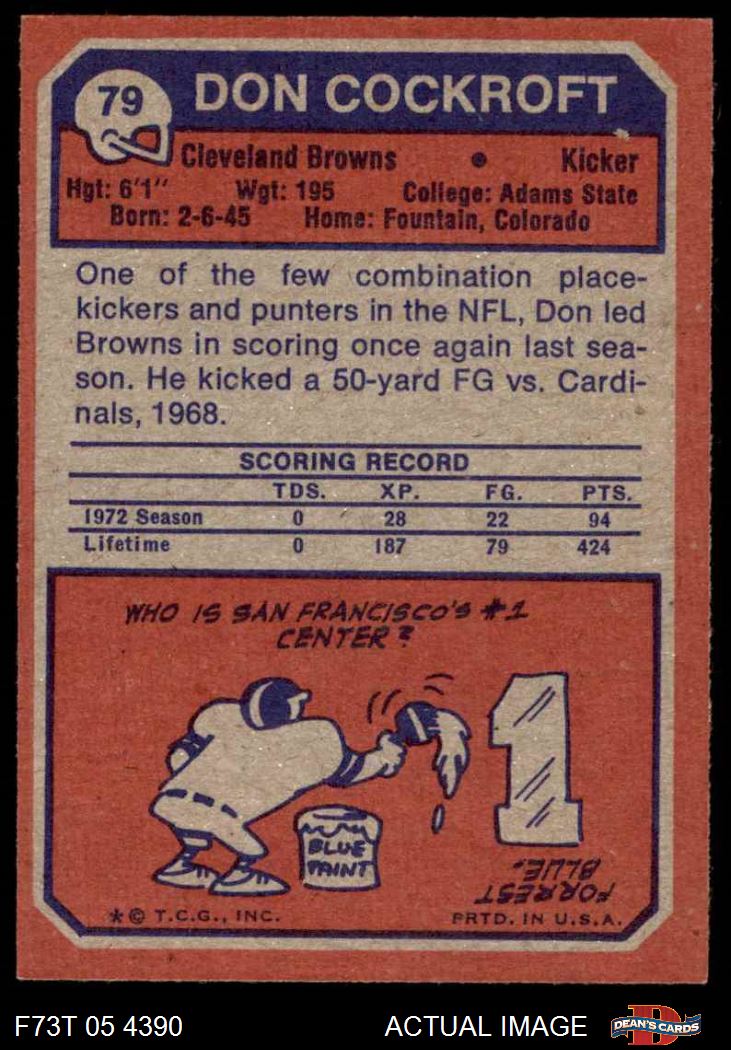 79
DON COCKROFT
Cleveland Browns • Kicker
Hgt: 6'1" Wgt: 195 College: Adams State
Born: 2-6-45 Home: Fountain, Colorado
One of the few combination place-
kickers and punters in the NFL, Don led
Browns in scoring once again last sea-
son. He kicked a 50-yard FG vs. Cardi-
nals, 1968.
SCORING RECORD
TDS. XP. FG. PTS.
1972 Season 0 28 22 94
Lifetime 0 187 79 424
WHO IS SAN FRANCISCO'S #1
CENTER?
1
BLUE
PAINT
FORREST
BLUE.
* © T.C.G., INC. PRTD. IN U.S.A.
F73T 05 4390 ACTUAL IMAGE
D
DEAN'S CARDS